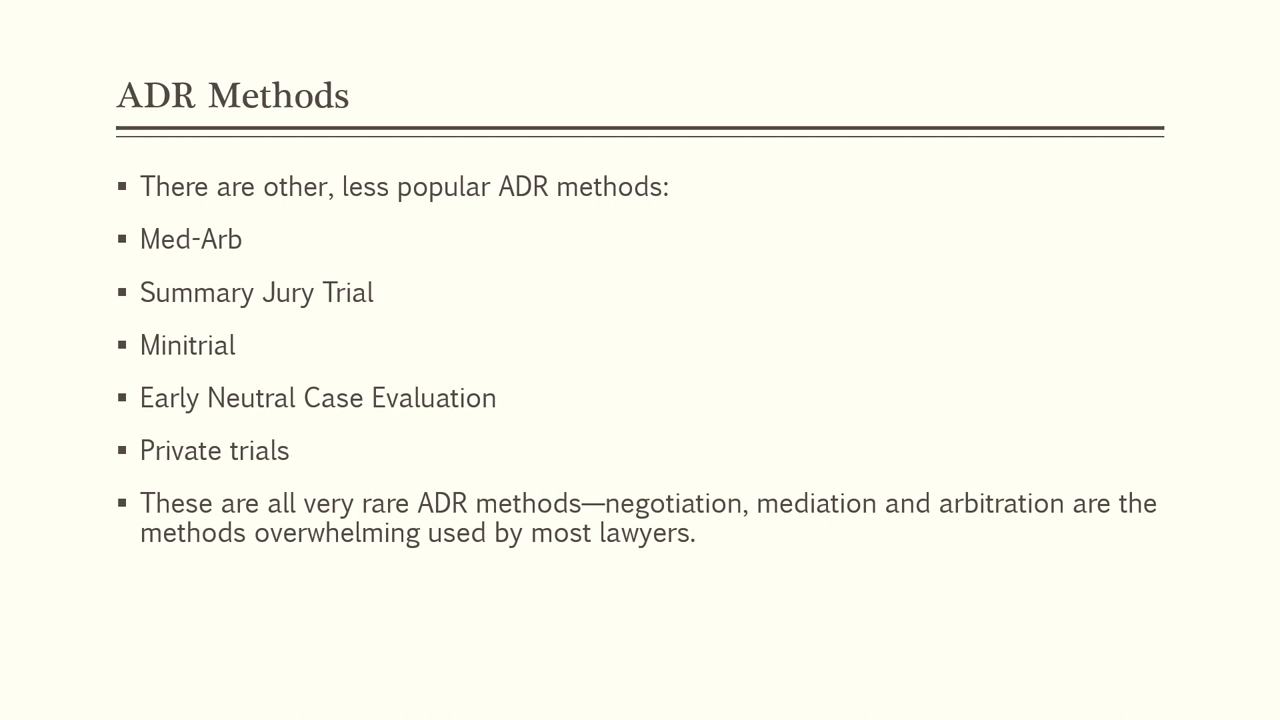 ADR Methods
▪ There are other, less popular ADR methods:
▪ Med-Arb
▪ Summary Jury Trial
▪ Minitrial
▪ Early Neutral Case Evaluation
▪ Private trials
▪ These are all very rare ADR methods—negotiation, mediation and arbitration are the
methods overwhelming used by most lawyers.